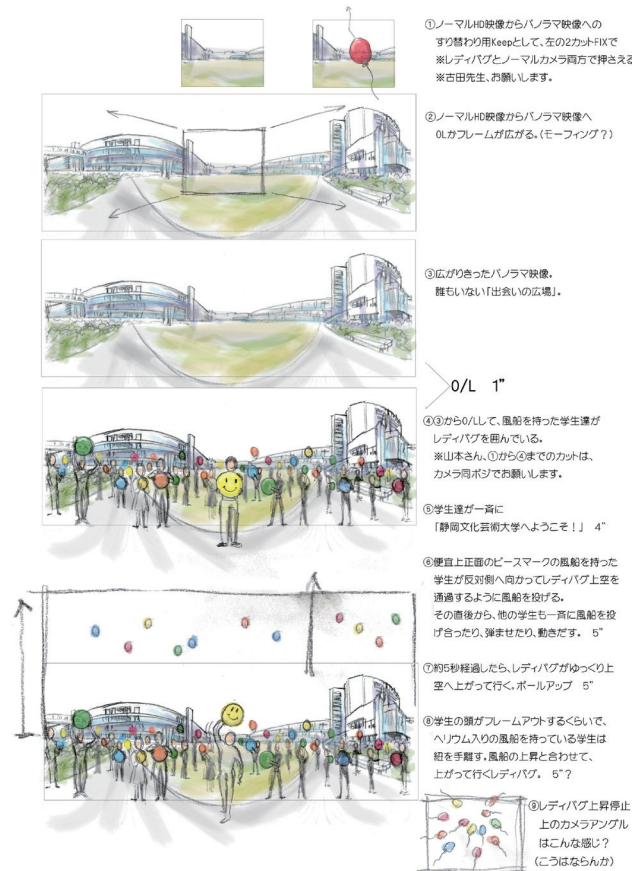 ①ノーマルHD映像からパノラマ映像への
すり替わり用Keepとして、左の2カットFIXで
※レディバグとノーマルカメラ両方で押さえる
※古田先生、お願いします。
②ノーマルHD映像からパノラマ映像へ
OLかフレームが広がる。(モーフィング？)
③広がりきったパノラマ映像。
誰もいない「出会いの広場」。
O/L 1”
④③からO/Lして、風船を持った学生達が
レディバグを囲んでいる。
※山本さん、①から④までのカットは、
カメラ同ポジでお願いします。
⑤学生達が一斉に
「静岡文化芸術大学へようこそ！」 4”
⑥便宜上正面のピースマークの風船を持った
学生が反対側へ向かってレディバグ上空を
通過するように風船を投げる。
その直後から、他の学生も一斉に風船を投
げ合ったり、弾ませたり、動きだす。 5”
⑦約5秒経過したら、レディバグがゆっくり上
空へ上がって行く。ポールアップ 5”
⑧学生の頭がフレームアウトするくらいで、
ヘリウム入りの風船を持っている学生は
紐を手離す。風船の上昇と合わせて、
上がって行くレディバグ。 5”？
⑨レディバグ上昇停止
上のカメラアングル
はこんな感じ？
(こうはならんか)